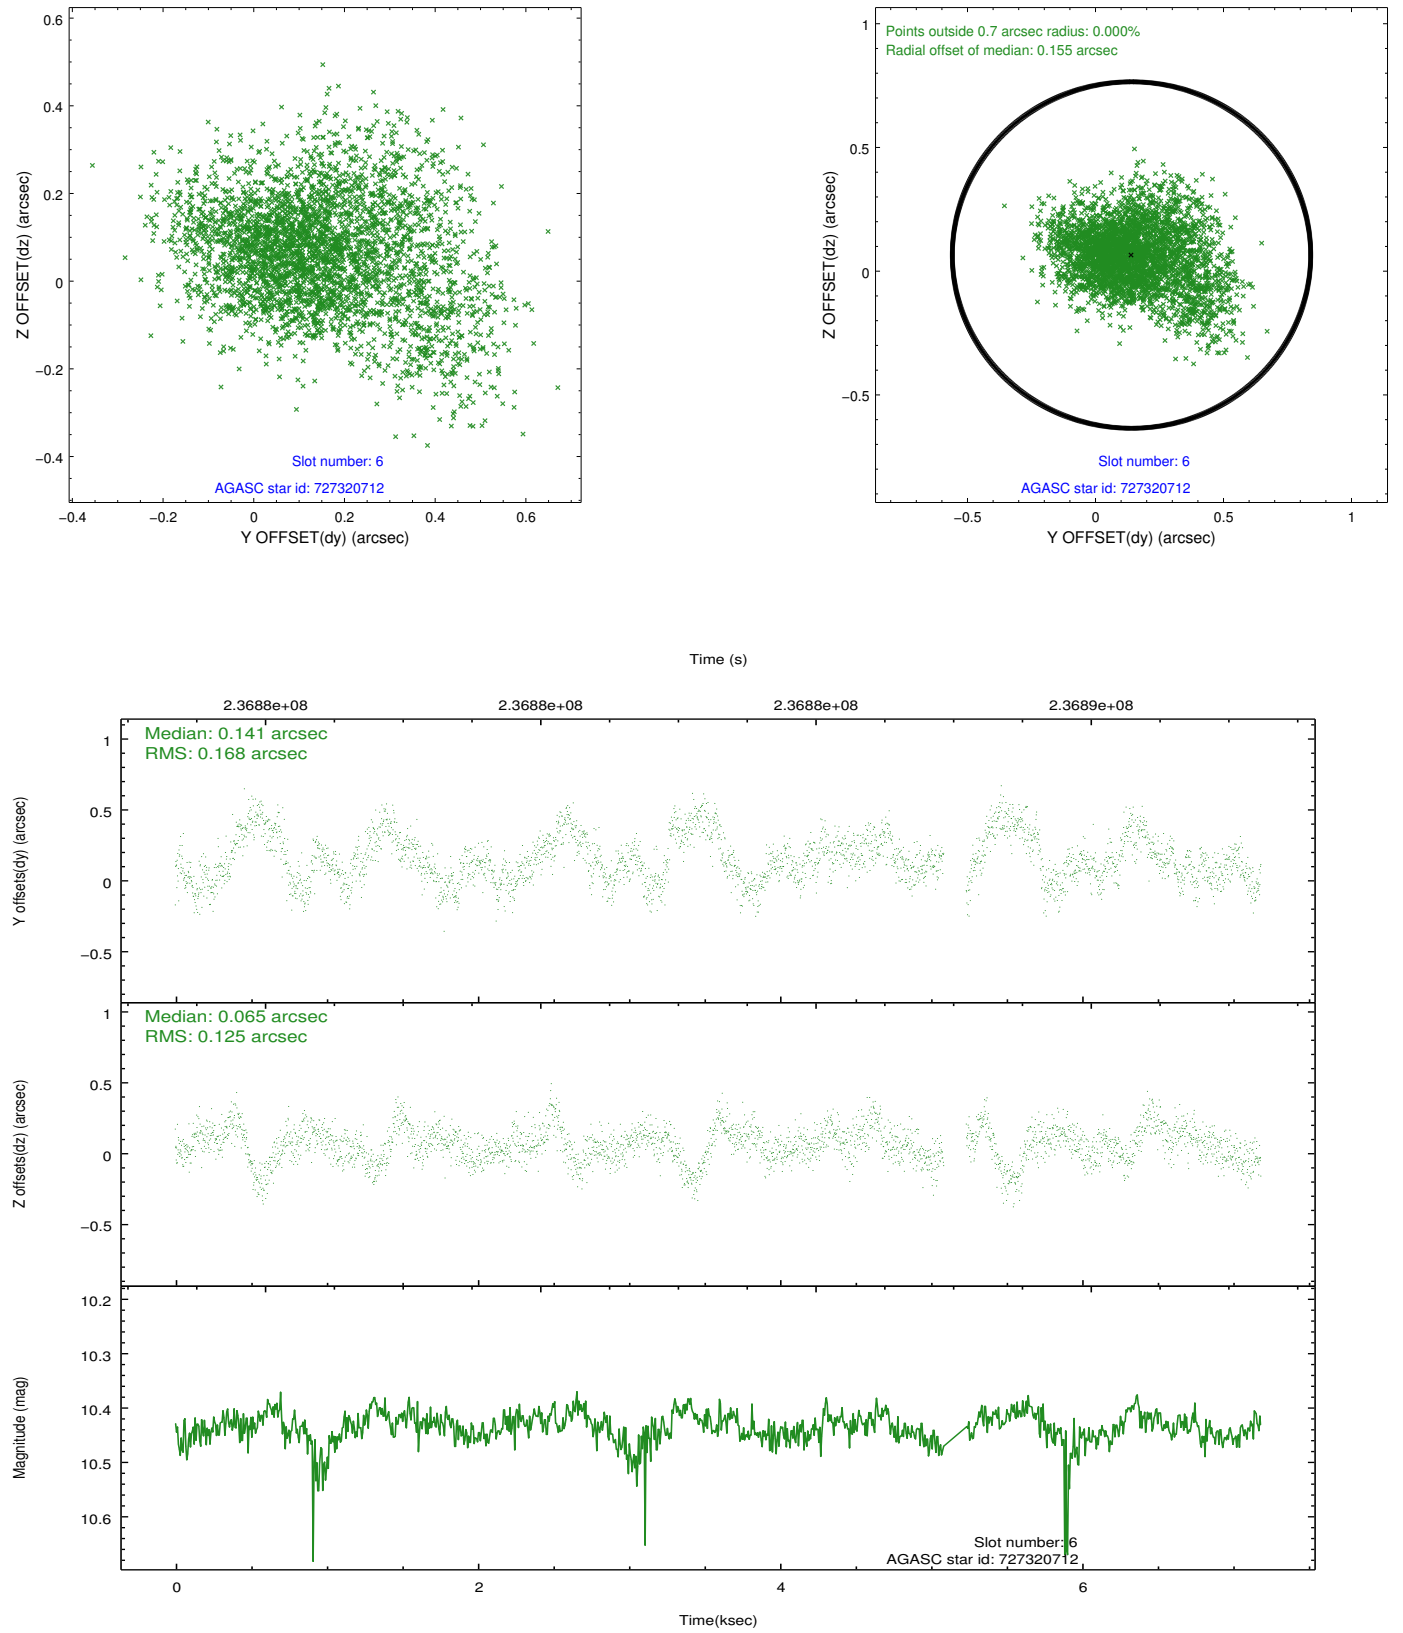 0.6
0.4
0.2
0
−0.2
−0.4
−0.4
−0.2
0
0.2
0.4
0.6
Z OFFSET(dz) (arcsec)
Y OFFSET(dy) (arcsec)
Slot number: 6
AGASC star id: 727320712
Points outside 0.7 arcsec radius: 0.000%
Radial offset of median: 0.155 arcsec
1
0.5
0
−0.5
−0.5
0
0.5
1
Z OFFSET(dz) (arcsec)
Y OFFSET(dy) (arcsec)
Slot number: 6
AGASC star id: 727320712
Time (s)
2.3688e+08
2.3688e+08
2.3688e+08
2.3689e+08
Median: 0.141 arcsec
RMS: 0.168 arcsec
1
0.5
0
−0.5
Y offsets(dy) (arcsec)
Median: 0.065 arcsec
RMS: 0.125 arcsec
1
0.5
0
−0.5
Z offsets(dz) (arcsec)
10.2
10.3
10.4
10.5
10.6
Magnitude (mag)
Slot number: 6
AGASC star id: 727320712
0
2
4
6
Time(ksec)